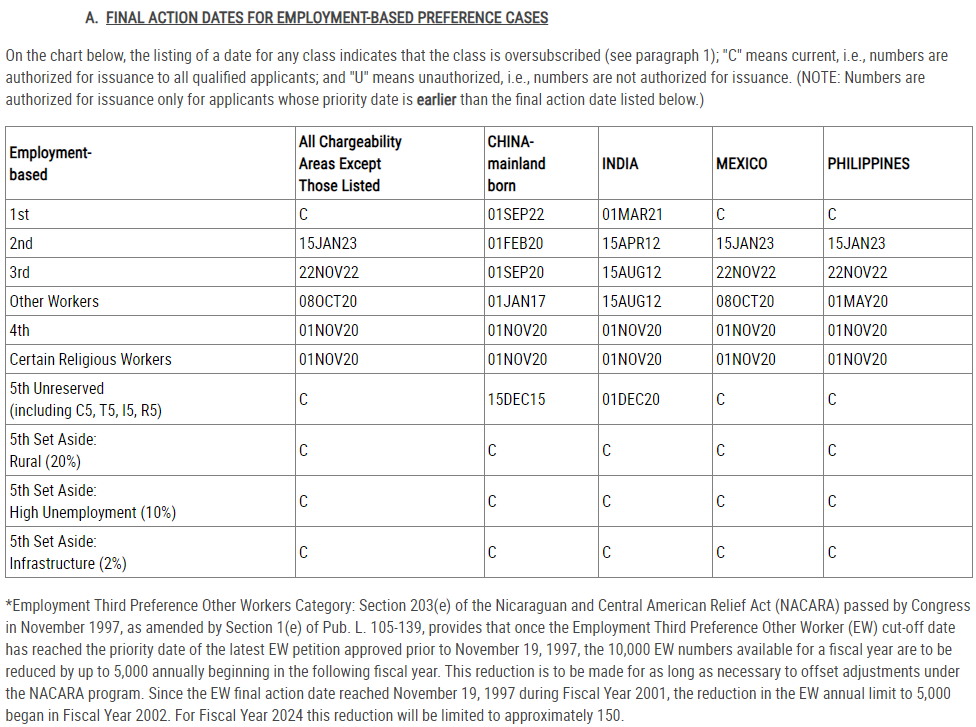 A. FINAL ACTION DATES FOR EMPLOYMENT-BASED PREFERENCE CASES
On the chart below, the listing of a date for any class indicates that the class is oversubscribed (see paragraph 1); "C" means current, i.e., numbers are
authorized for issuance to all qualified applicants; and "U" means unauthorized, i.e., numbers are not authorized for issuance. (NOTE: Numbers are
authorized for issuance only for applicants whose priority date is earlier than the final action date listed below.)
Employment-
based
All Chargeability
Areas Except
Those Listed
CHINA-
mainland
born
INDIA
MEXICO
PHILIPPINES
1st C 01SEP22 01MAR21 C C
2nd 15JAN23 01FEB20 15APR12 15JAN23 15JAN23
3rd 22NOV22 01SEP20 15AUG12 22NOV22 22NOV22
Other Workers 08OCT20 01JAN17 15AUG12 08OCT20 01MAY20
4th 01NOV20 01NOV20 01NOV20 01NOV20 01NOV20
Certain Religious Workers 01NOV20 01NOV20 01NOV20 01NOV20 01NOV20
5th Unreserved
(including C5, T5, I5, R5)
C 15DEC15 01DEC20 C C
5th Set Aside:
Rural (20%)
C C C C C
5th Set Aside:
High Unemployment (10%)
C C C C C
5th Set Aside:
Infrastructure (2%)
C C C C C
*Employment Third Preference Other Workers Category: Section 203(e) of the Nicaraguan and Central American Relief Act (NACARA) passed by Congress
in November 1997, as amended by Section 1(e) of Pub. L. 105-139, provides that once the Employment Third Preference Other Worker (EW) cut-off date
has reached the priority date of the latest EW petition approved prior to November 19, 1997, the 10,000 EW numbers available for a fiscal year are to be
reduced by up to 5,000 annually beginning in the following fiscal year. This reduction is to be made for as long as necessary to offset adjustments under
the NACARA program. Since the EW final action date reached November 19, 1997 during Fiscal Year 2001, the reduction in the EW annual limit to 5,000
began in Fiscal Year 2002. For Fiscal Year 2024 this reduction will be limited to approximately 150.